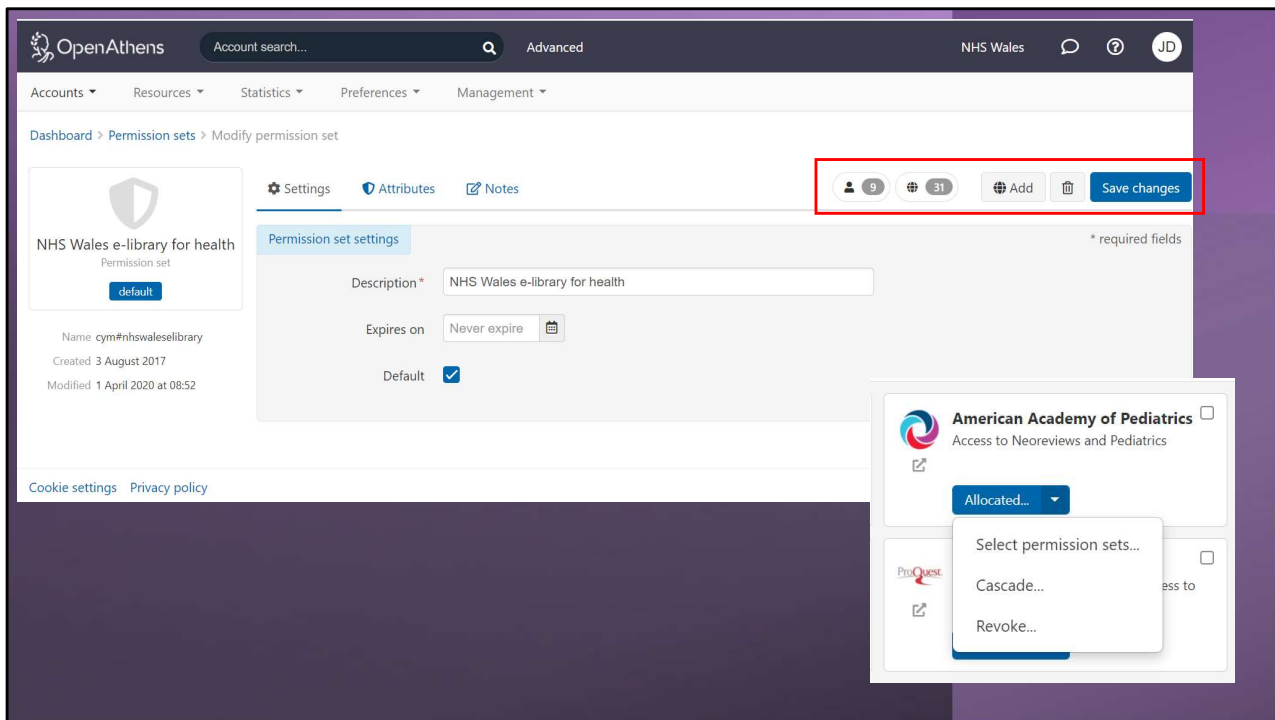 OpenAthens Account search... Advanced NHS Wales JD
Accounts Resources Statistics Preferences Management
Dashboard > Permission sets > Modify permission set
Settings Attributes Notes 9 31 Add Save changes
NHS Wales e-library for health
Permission set
default
Name cym#nhswaleselibrary
Created 3 August 2017
Modified 1 April 2020 at 08:52
Permission set settings * required fields
Description* NHS Wales e-library for health
Expires on Never expire
Default
American Academy of Pediatrics
Access to Neoreviews and Pediatrics
Allocated...
Select permission sets...
Cascade...
Revoke...
ProQuest
Cookie settings Privacy policy